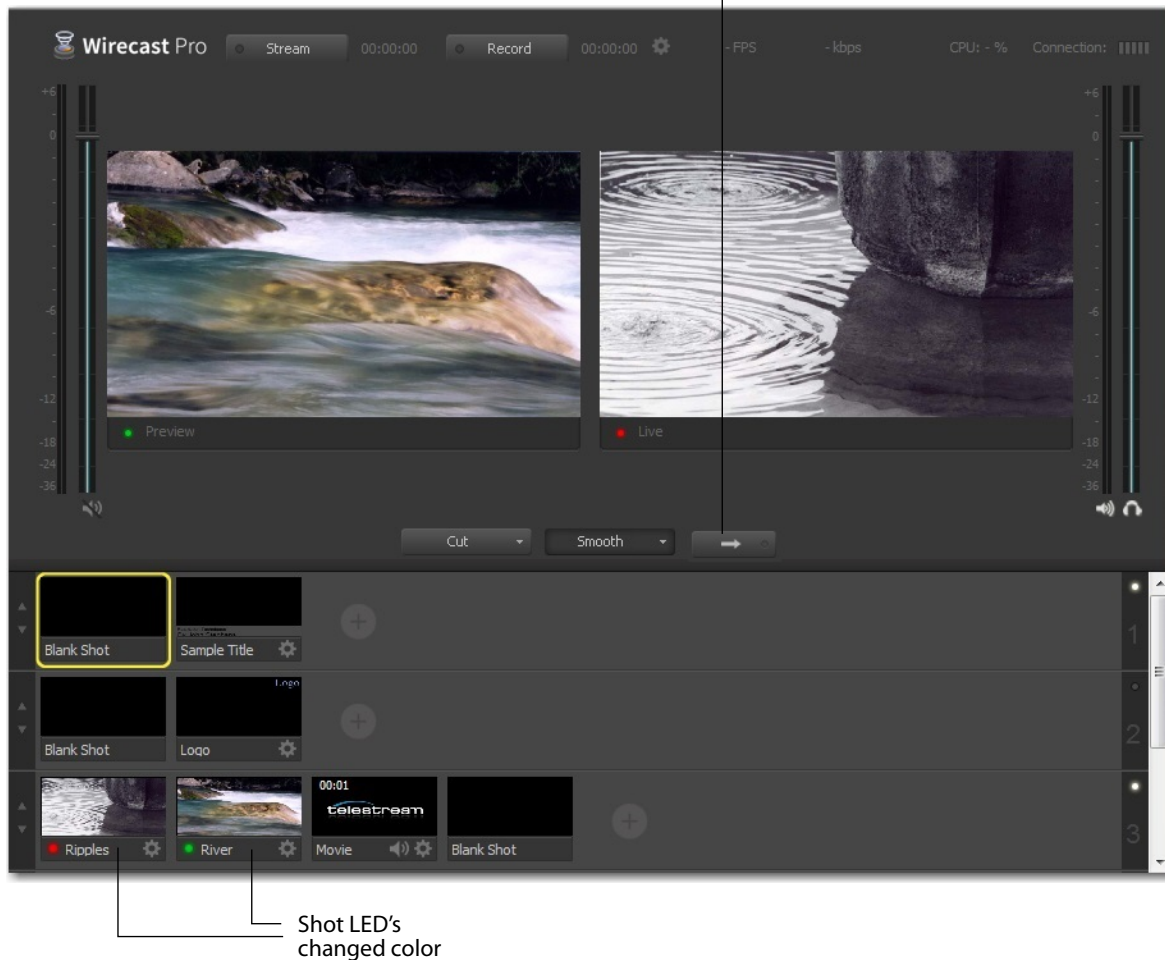 Wirecast Pro Stream 00:00:00 Record 00:00:00 - FPS - kbps CPU: - % Connection:
+6 +6
0 0
-6 -6
-12 -12
-18 -18
-24 -24
-36 -36
Preview Live
Cut Smooth
Blank Shot Sample Title 1
Logo
Blank Shot Logo 2
00:01
telestream
Ripples River Movie Blank Shot 3
Shot LED's
changed color